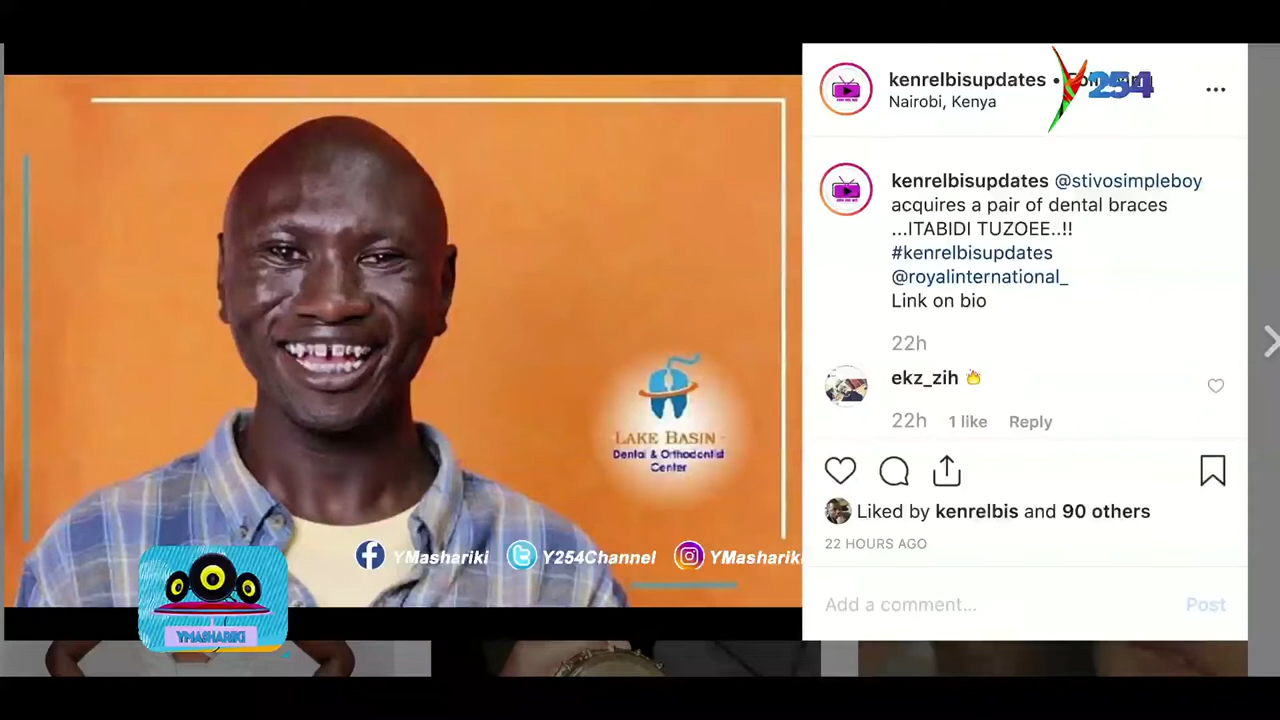 kenrelbisupdates •
Nairobi, Kenya
254
kenrelbisupdates @stivosimpleboy
acquires a pair of dental braces
...ITABIDI TUZOEE..!!
#kenrelbisupdates
@royalinternational_
Link on bio
22h
ekz_zih 🔥
22h 1 like Reply
Liked by kenrelbis and 90 others
22 HOURS AGO
Add a comment... Post
LAKE BASIN
Dental & Orthodontist
Center
YMashariki Y254Channel YMashariki
YMASHARIKI